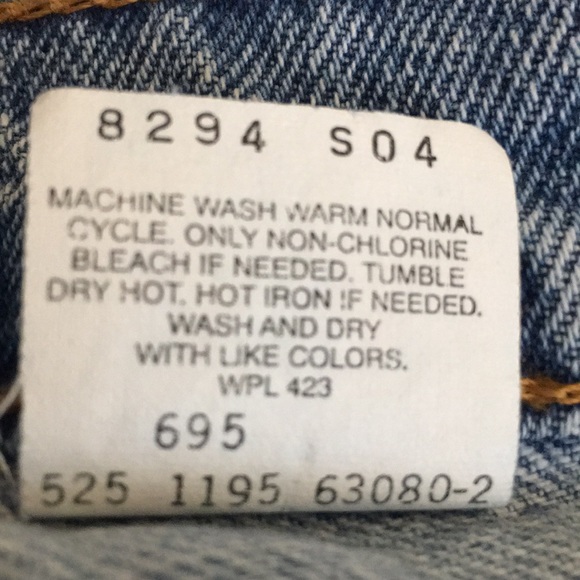 8294 S04
MACHINE WASH WARM NORMAL
CYCLE. ONLY NON-CHLORINE
BLEACH IF NEEDED. TUMBLE
DRY HOT. HOT IRON IF NEEDED.
WASH AND DRY
WITH LIKE COLORS.
WPL 423
695
525 1195 63080-2